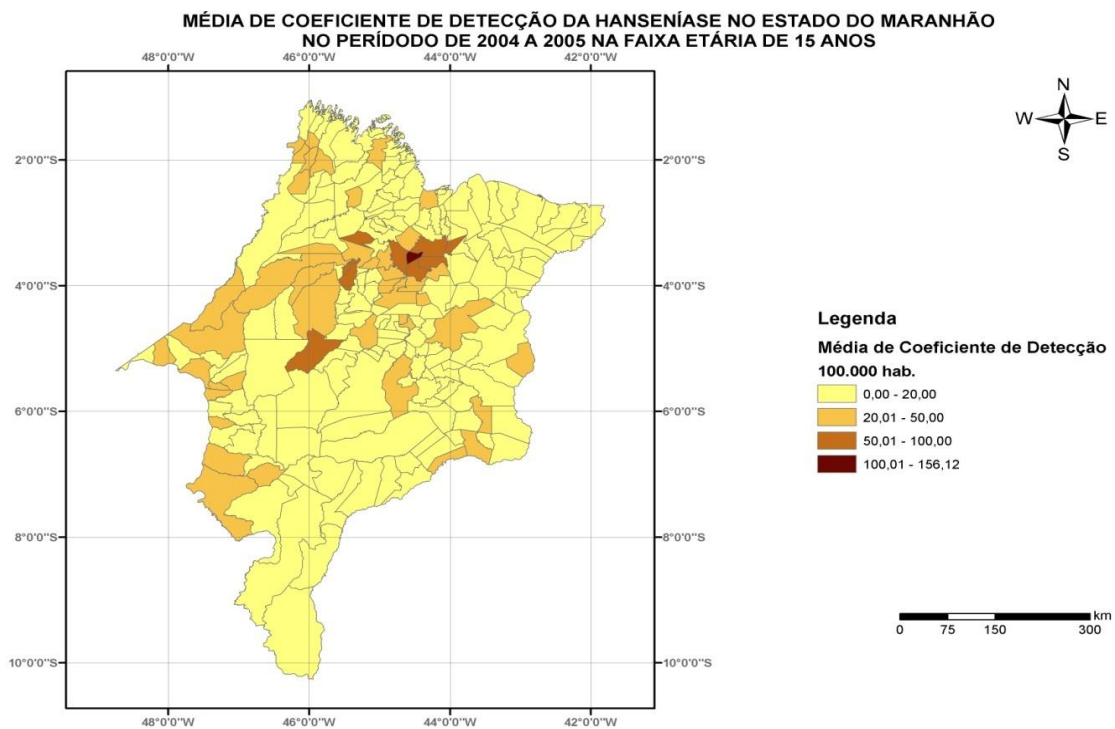 MÉDIA DE COEFICIENTE DE DETECÇÃO DA HANSENÍASE NO ESTADO DO MARANHÃO
NO PERÍDODO DE 2004 A 2005 NA FAIXA ETÁRIA DE 15 ANOS
48°0'0"W 46°0'0"W 44°0'0"W 42°0'0"W
N
W E
S
2°0'0"S 2°0'0"S
4°0'0"S 4°0'0"S
Legenda
Média de Coeficiente de Detecção
100.000 hab.
0,00 - 20,00
20,01 - 50,00
50,01 - 100,00
100,01 - 156,12
6°0'0"S 6°0'0"S
8°0'0"S 8°0'0"S
km
0 75 150 300
10°0'0"S 10°0'0"S
48°0'0"W 46°0'0"W 44°0'0"W 42°0'0"W